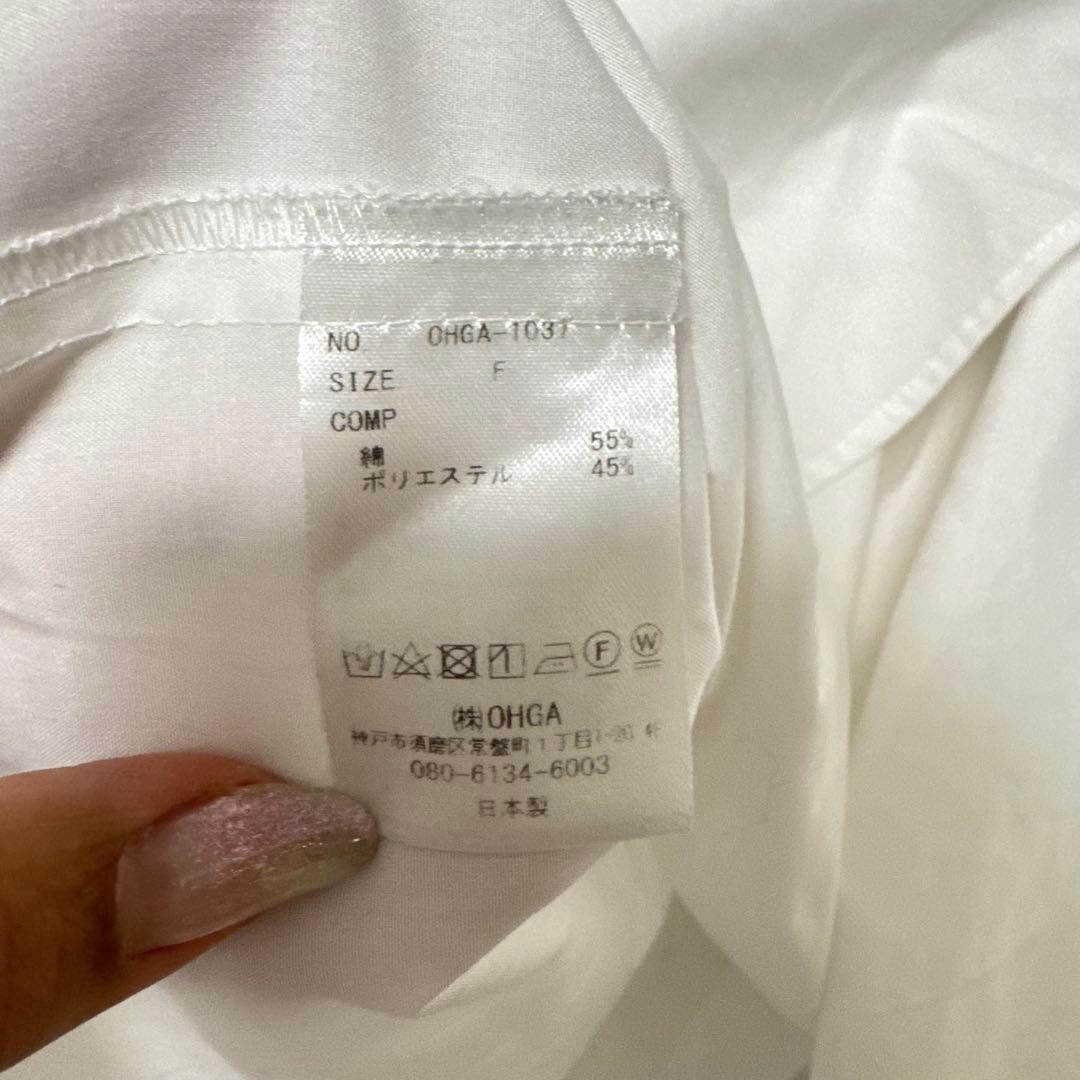 NO OHGA-1037
SIZE F
COMP
綿 55%
ポリエステル 45%
F W
㈱OHGA
神戸市須磨区常盤町1丁目1-20 4F
080-6134-6003
日本製